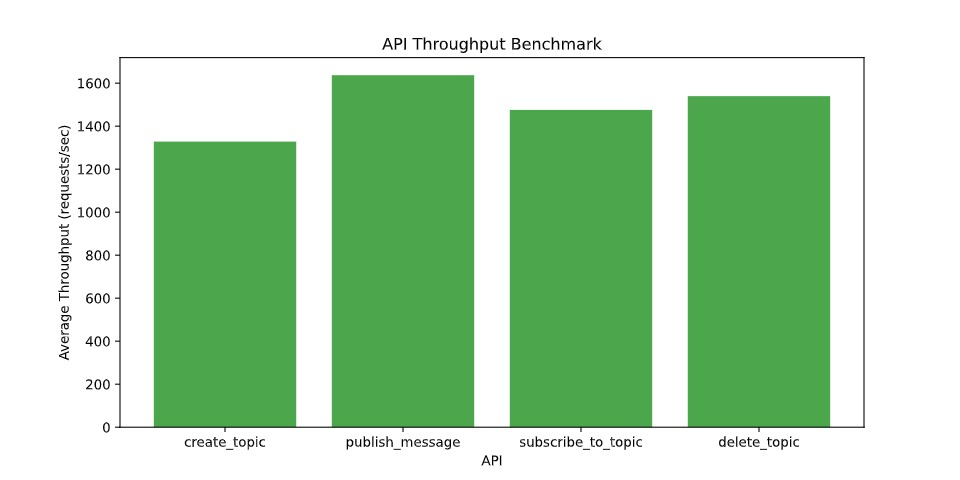 API Throughput Benchmark
Average Throughput (requests/sec)
1600
1400
1200
1000
800
600
400
200
0
create_topic publish_message subscribe_to_topic delete_topic
API